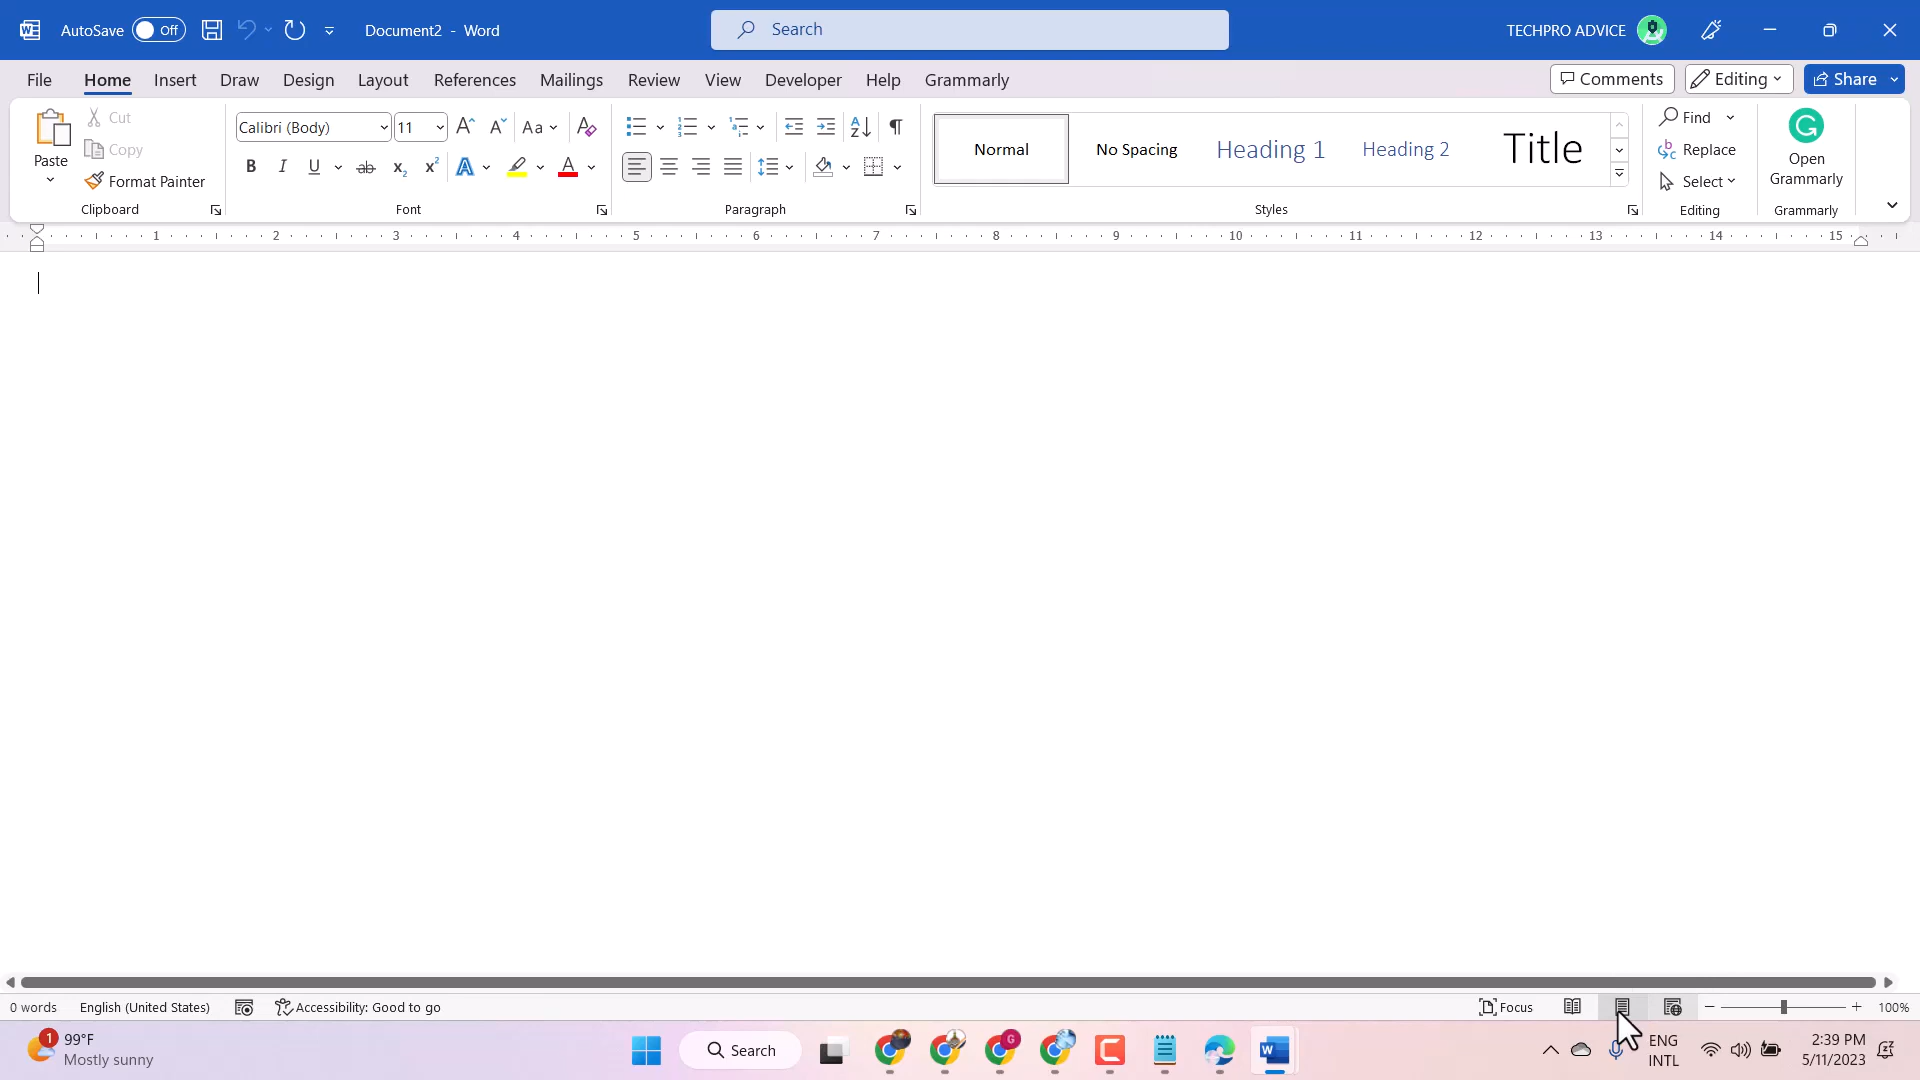 AutoSave Off Document2 - Word Search TECHPRO ADVICE
File Home Insert Draw Design Layout References Mailings Review View Developer Help Grammarly Comments Editing Share
Paste
Cut
Copy
Format Painter
Clipboard
Calibri (Body) 11
Font
Paragraph
Normal No Spacing Heading 1 Heading 2 Title
Styles
Find
Replace
Select
Editing
Open
Grammarly
Grammarly
1 2 3 4 5 6 7 8 9 10 11 12 13 14 15
0 words English (United States) Accessibility: Good to go Focus 100%
1
99°F
Mostly sunny
Search
G
ENG
INTL
2:39 PM
5/11/2023